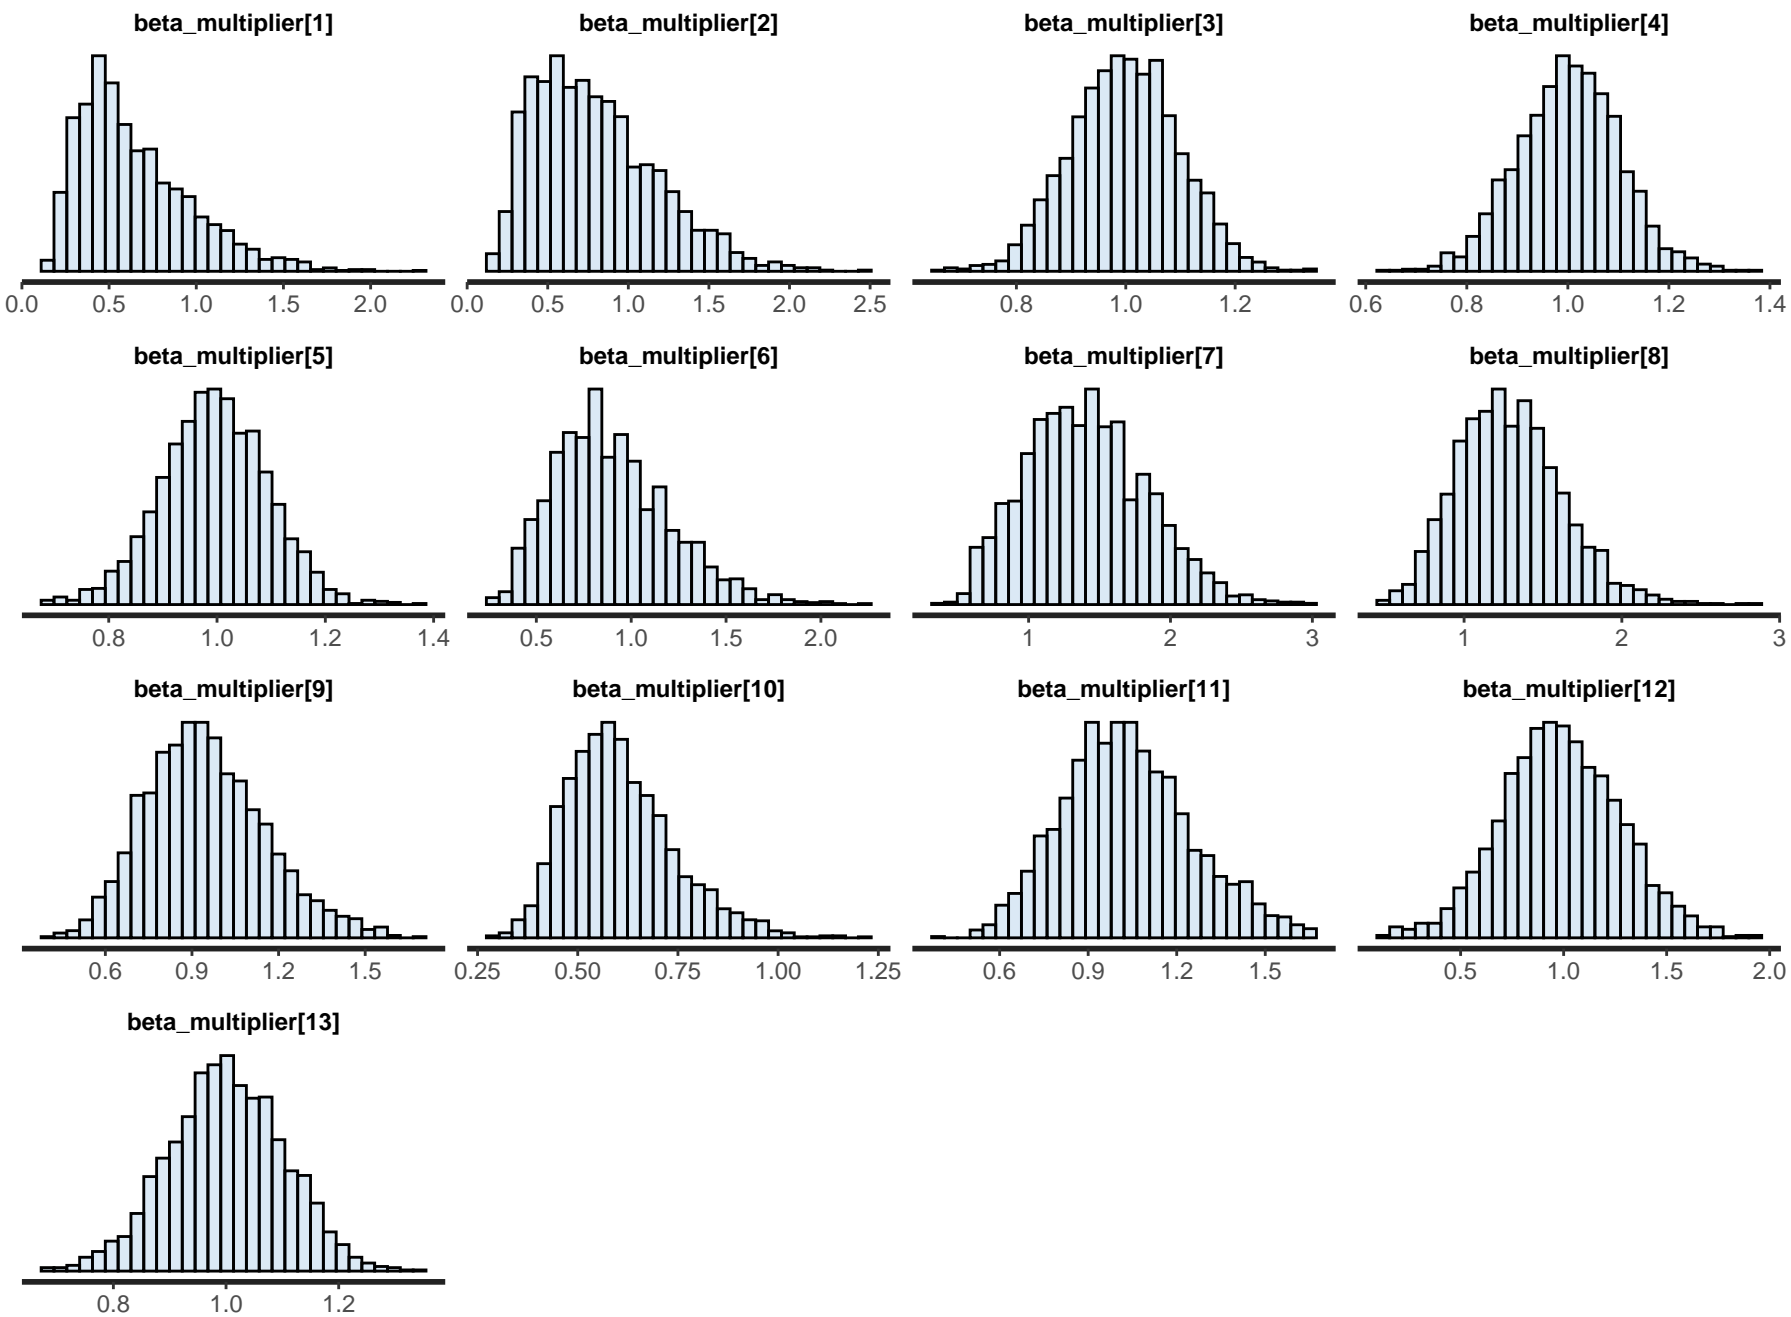 beta_multiplier[1] beta_multiplier[2] beta_multiplier[3] beta_multiplier[4]
0.0 0.5 1.0 1.5 2.0 0.0 0.5 1.0 1.5 2.0 2.5 0.8 1.0 1.2 0.6 0.8 1.0 1.2 1.4
beta_multiplier[5] beta_multiplier[6] beta_multiplier[7] beta_multiplier[8]
0.8 1.0 1.2 1.4 0.5 1.0 1.5 2.0 1 2 3 1 2 3
beta_multiplier[9] beta_multiplier[10] beta_multiplier[11] beta_multiplier[12]
0.6 0.9 1.2 1.5 0.25 0.50 0.75 1.00 1.25 0.6 0.9 1.2 1.5 0.5 1.0 1.5 2.0
beta_multiplier[13]
0.8 1.0 1.2